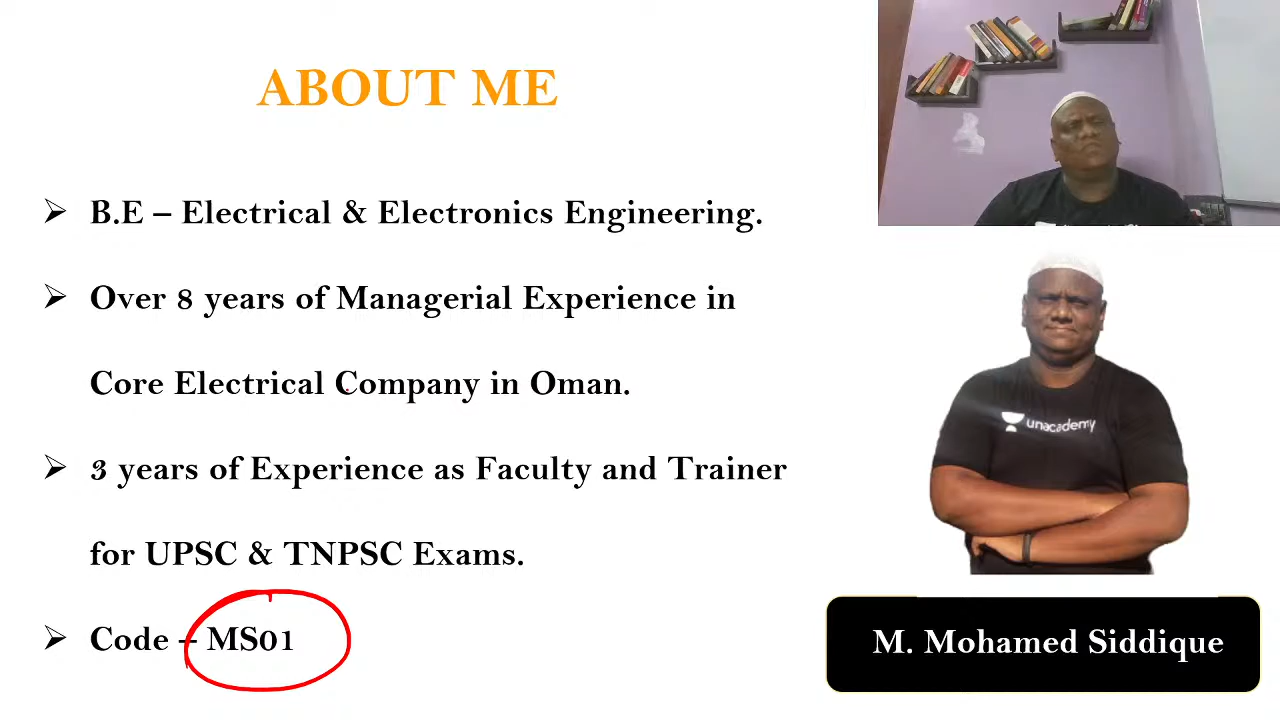 ABOUT ME
B.E – Electrical & Electronics Engineering.
Over 8 years of Managerial Experience in
Core Electrical Company in Oman.
3 years of Experience as Faculty and Trainer
for UPSC & TNPSC Exams.
Code – MS01
unacademy
M. Mohamed Siddique